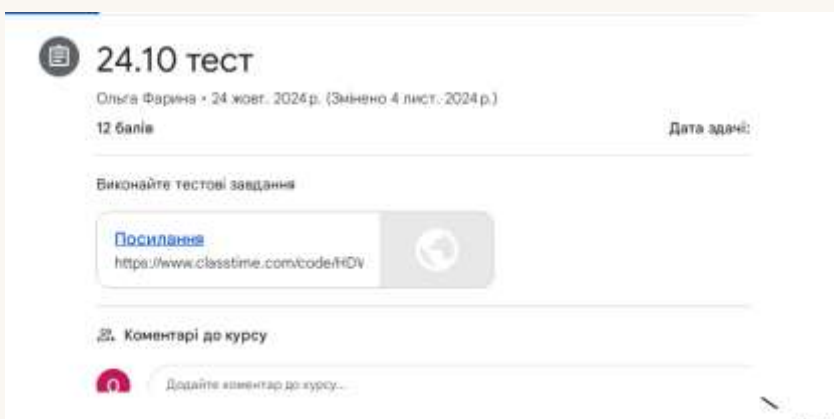 24.10 тест
Ольга Фарина • 24 жовт. 2024 р. (Змінено 4 лист. 2024 р.)
12 балів
Дата здачі:
Виконайте тестові завдання
Посилання
https://www.classtime.com/code/HDV
Коментарі до курсу
О
Додайте коментар до курсу...